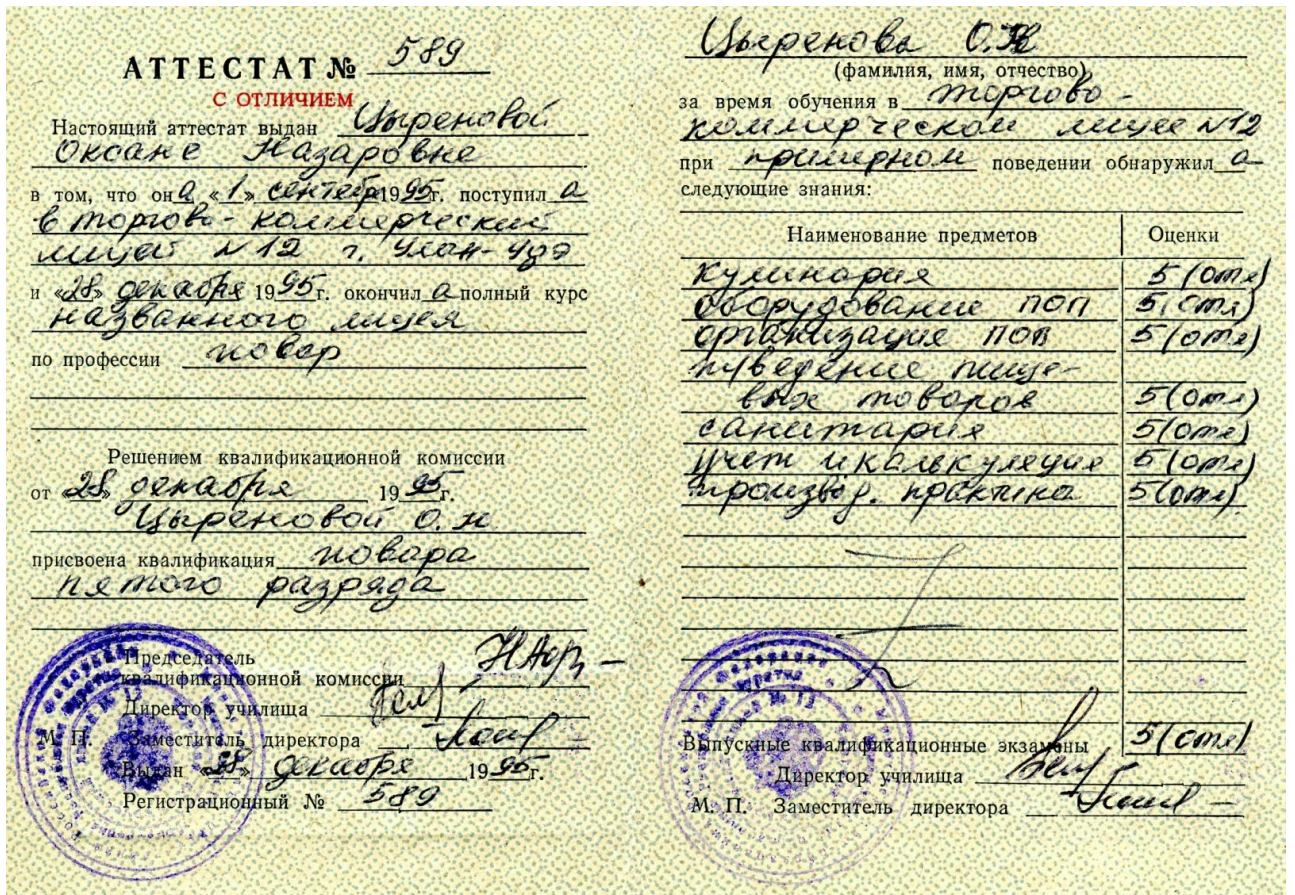 АТТЕСТАТ № 589
С ОТЛИЧИЕМ
Настоящий аттестат выдан Цыреновой
Оксане Назаровне
в том, что она «1» сентября 1995 г. поступила
в торгово-коммерческий
лицей N 12 г. Улан-Удэ
и «28» декабря 1995 г. окончила полный курс
названного лицея
по профессии повар
Решением квалификационной комиссии
от «28» декабря 1995 г.
Цыреновой О.Н
присвоена квалификация повара
пятого разряда
Председатель
квалификационной комиссии
Директор училища
М. П. Заместитель директора
Выдан «28» декабря 1995 г.
Регистрационный № 589
Цыренова О.Н
(фамилия, имя, отчество)
за время обучения в торгово-
коммерческом лицее N12
при примерном поведении обнаружила
следующие знания:
Наименование предметов Оценки
кулинария 5 (отл)
оборудование ПОП 5 (отл)
организация ПОП 5 (отл)
т/ведение пище-
вых товаров 5 (отл)
санитария 5 (отл)
учет и калькуляция 5 (отл)
производ. практика 5 (отл)
Выпускные квалификационные экзамены 5 (отл)
Директор училища
М. П. Заместитель директора